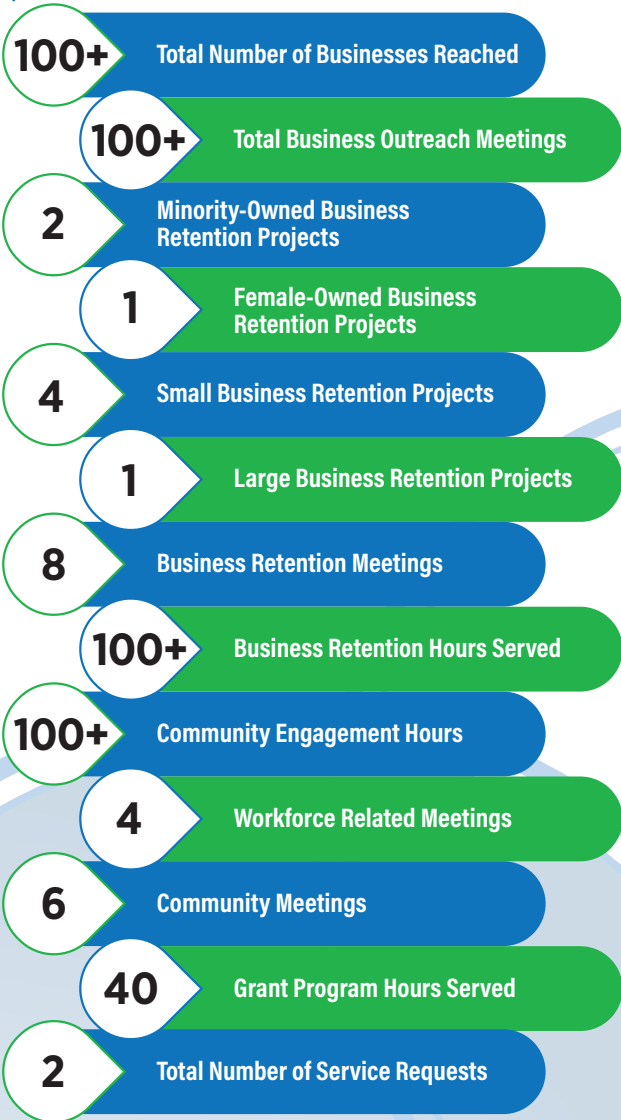 100+
Total Number of Businesses Reached
100+
Total Business Outreach Meetings
2
Minority-Owned Business
Retention Projects
1
Female-Owned Business
Retention Projects
4
Small Business Retention Projects
1
Large Business Retention Projects
8
Business Retention Meetings
100+
Business Retention Hours Served
100+
Community Engagement Hours
4
Workforce Related Meetings
6
Community Meetings
40
Grant Program Hours Served
2
Total Number of Service Requests